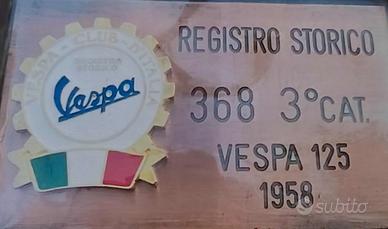 VESPA - CLUB - D'ITALIA
REGISTRO
STORICO
Vespa
REGISTRO STORICO
368 3° CAT.
VESPA 125
1958
subito